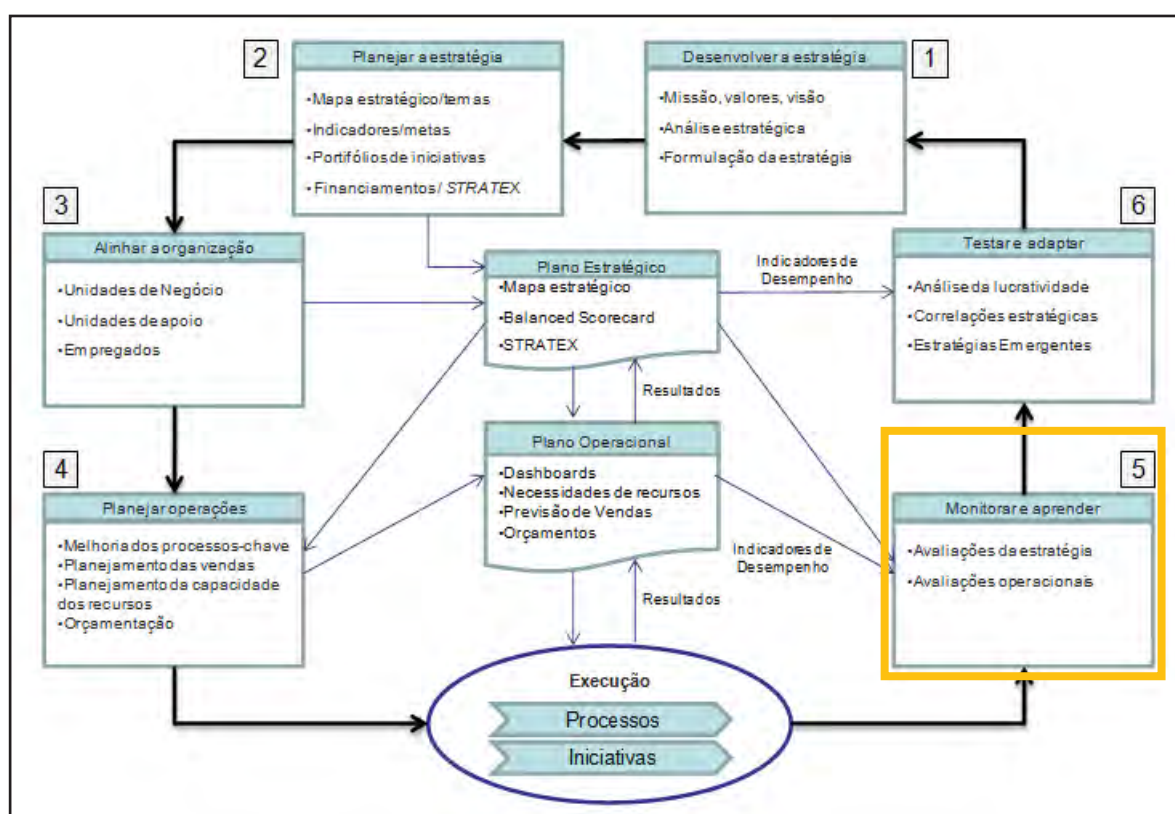 2
Planejar a estratégia
•Mapa estratégico/temas
•Indicadores/metas
•Portifólios de iniciativas
•Financiamentos/ STRATEX
Desenvolver a estratégia
1
•Missão, valores, visão
•Análise estratégica
•Formulação da estratégia
3
Alinhar a organização
•Unidades de Negócio
•Unidades de apoio
•Empregados
Plano Estratégico
•Mapa estratégico
•Balanced Scorecard
•STRATEX
Indicadores de
Desempenho
6
Testar e adaptar
•Análise da lucratividade
•Correlações estratégicas
•Estratégias Emergentes
Resultados
4
Planejar operações
•Melhoria dos processos-chave
•Planejamento das vendas
•Planejamento da capacidade
dos recursos
•Orçamentação
Plano Operacional
•Dashboards
•Necessidades de recursos
•Previsão de Vendas
•Orçamentos
Indicadores de
Desempenho
5
Monitorar e aprender
•Avaliações da estratégia
•Avaliações operacionais
Resultados
Execução
Processos
Iniciativas